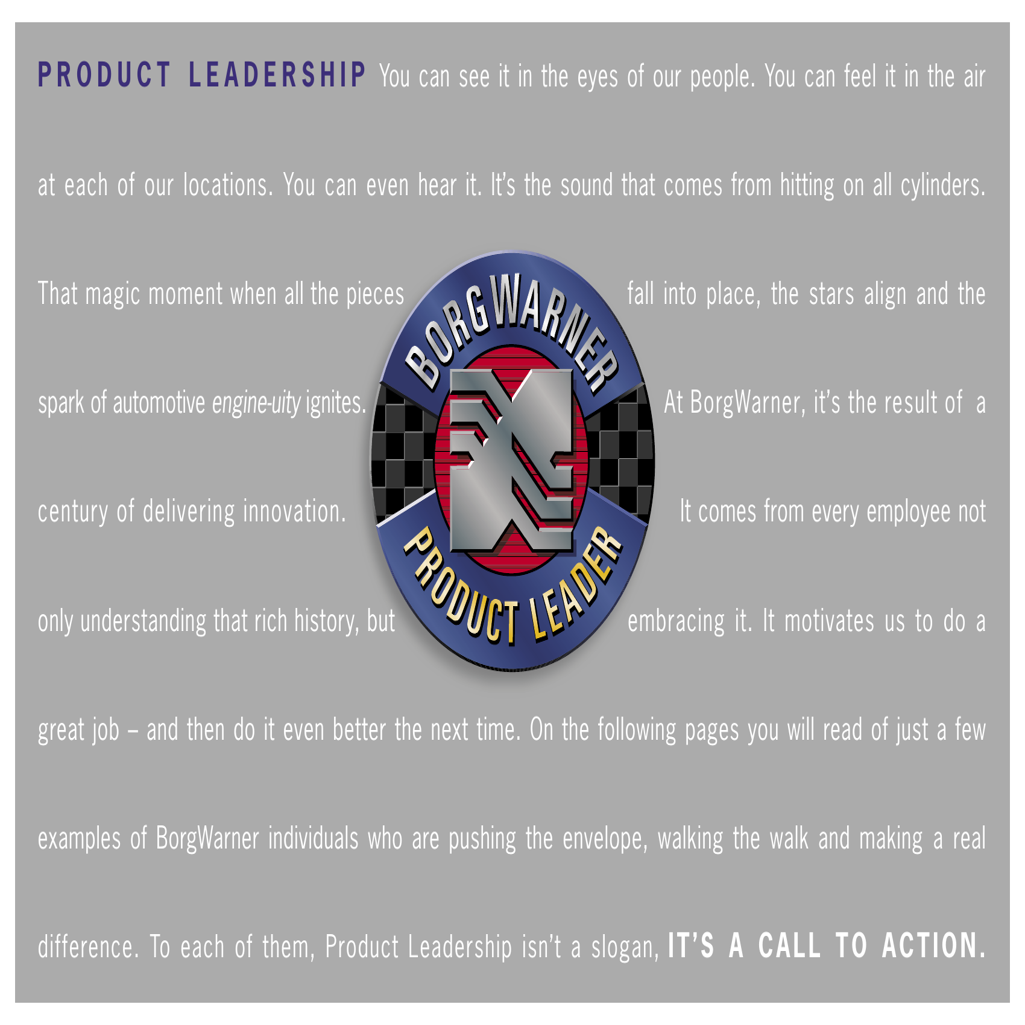 PRODUCT LEADERSHIP You can see it in the eyes of our people. You can feel it in the air
at each of our locations. You can even hear it. It’s the sound that comes from hitting on all cylinders.
That magic moment when all the pieces fall into place, the stars align and the
spark of automotive engine-uity ignites. At BorgWarner, it’s the result of a
century of delivering innovation. It comes from every employee not
only understanding that rich history, but embracing it. It motivates us to do a
great job – and then do it even better the next time. On the following pages you will read of just a few
examples of BorgWarner individuals who are pushing the envelope, walking the walk and making a real
difference. To each of them, Product Leadership isn’t a slogan, IT’S A CALL TO ACTION.
BORGWARNER
PRODUCT LEADER